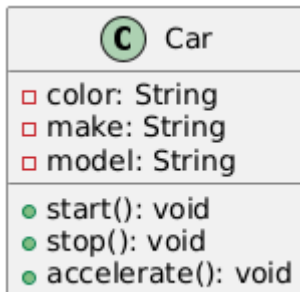 C Car
color: String
make: String
model: String
start(): void
stop(): void
accelerate(): void